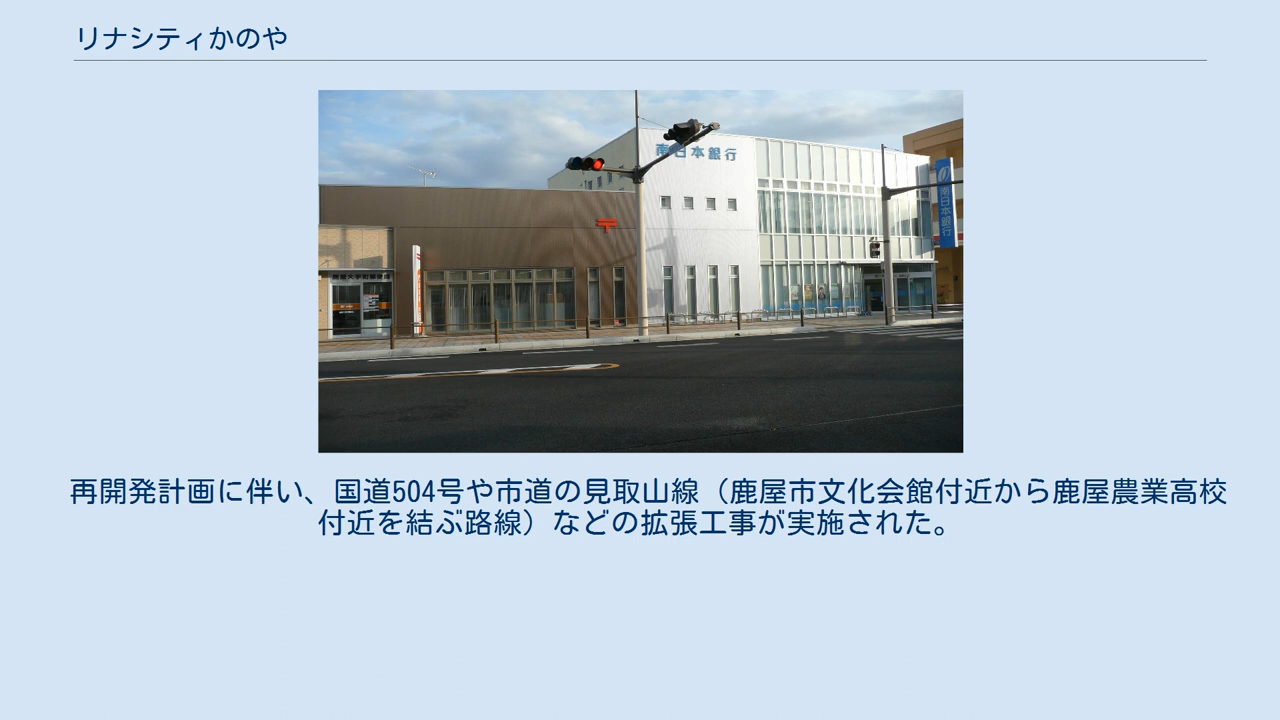 リナシティかのや
南日本銀行
南日本銀行
再開発計画に伴い、国道504号や市道の見取山線（鹿屋市文化会館付近から鹿屋農業高校
付近を結ぶ路線）などの拡張工事が実施された。